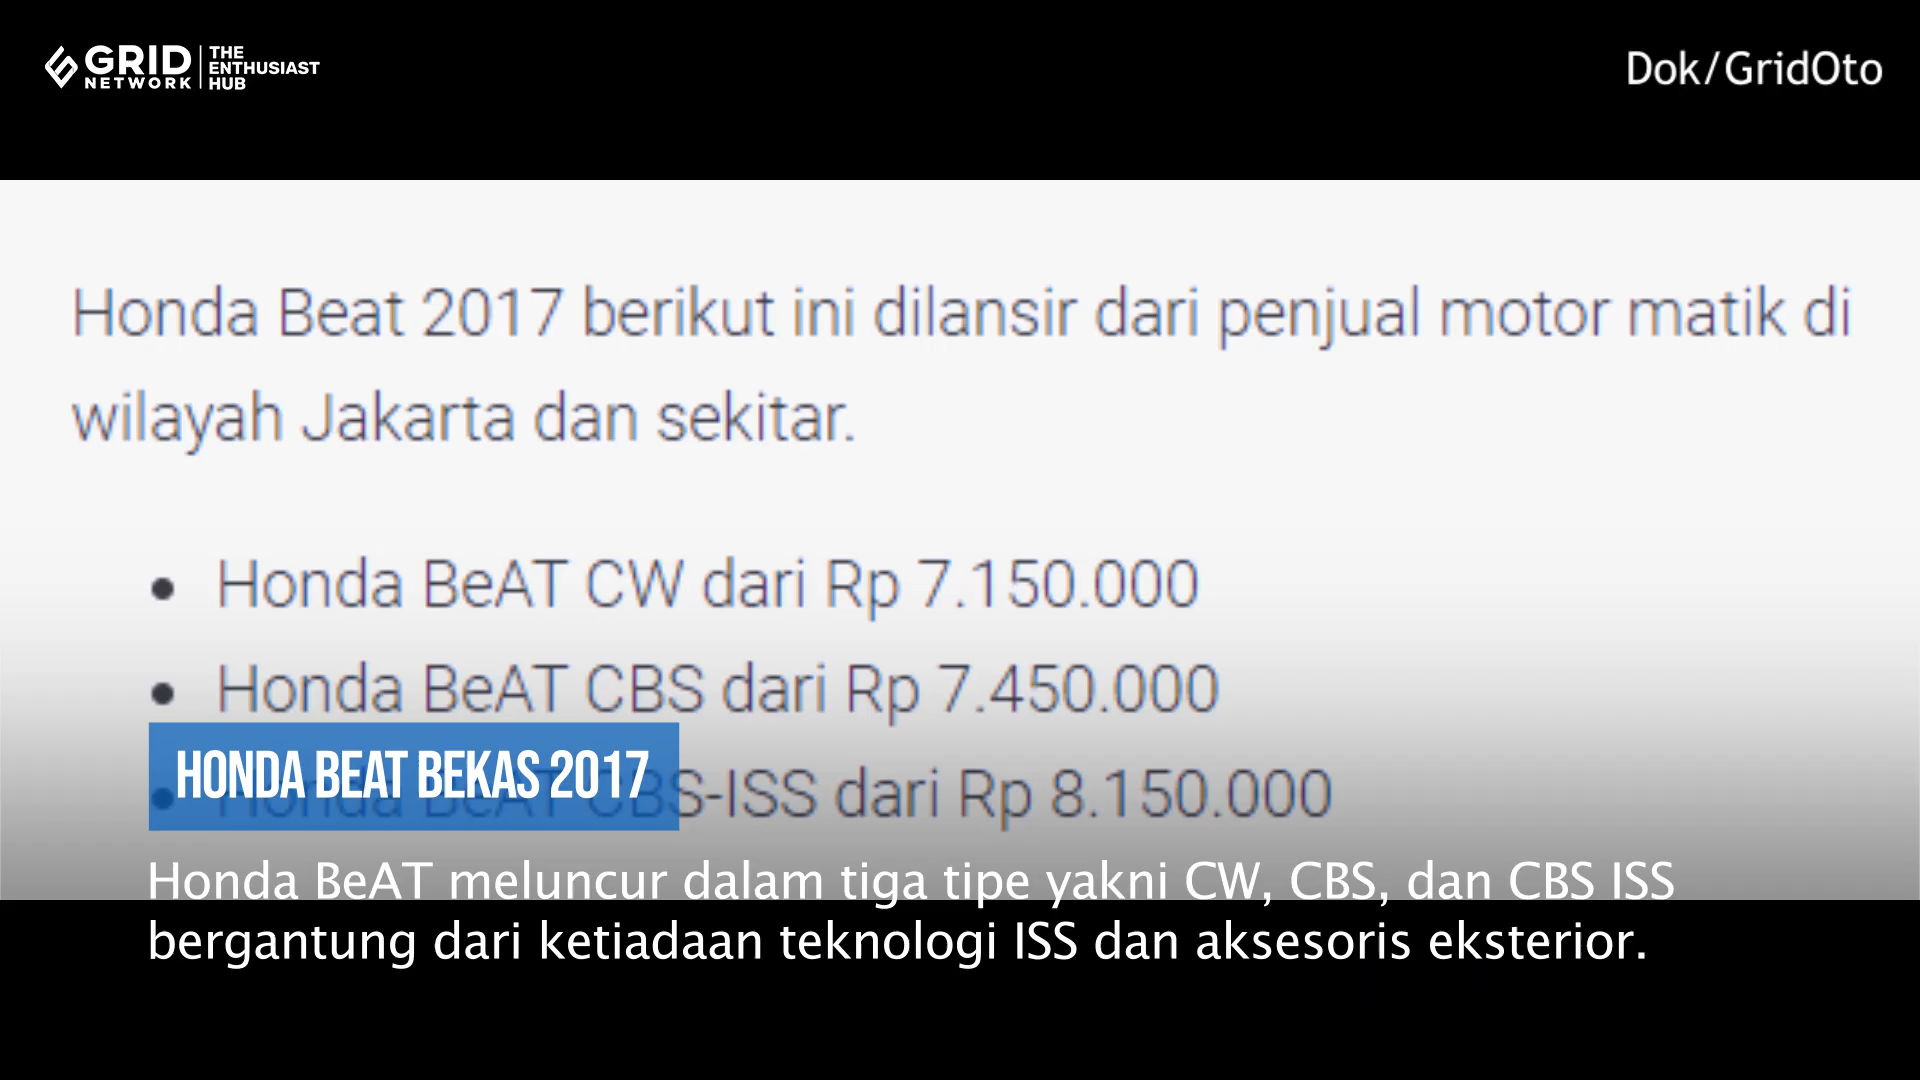 GRID NETWORK
THE ENTHUSIAST HUB
Dok/GridOto
Honda Beat 2017 berikut ini dilansir dari penjual motor matik di
wilayah Jakarta dan sekitar.
• Honda BeAT CW dari Rp 7.150.000
• Honda BeAT CBS dari Rp 7.450.000
• Honda BeAT CBS-ISS dari Rp 8.150.000
HONDA BEAT BEKAS 2017
Honda BeAT meluncur dalam tiga tipe yakni CW, CBS, dan CBS ISS
bergantung dari ketiadaan teknologi ISS dan aksesoris eksterior.